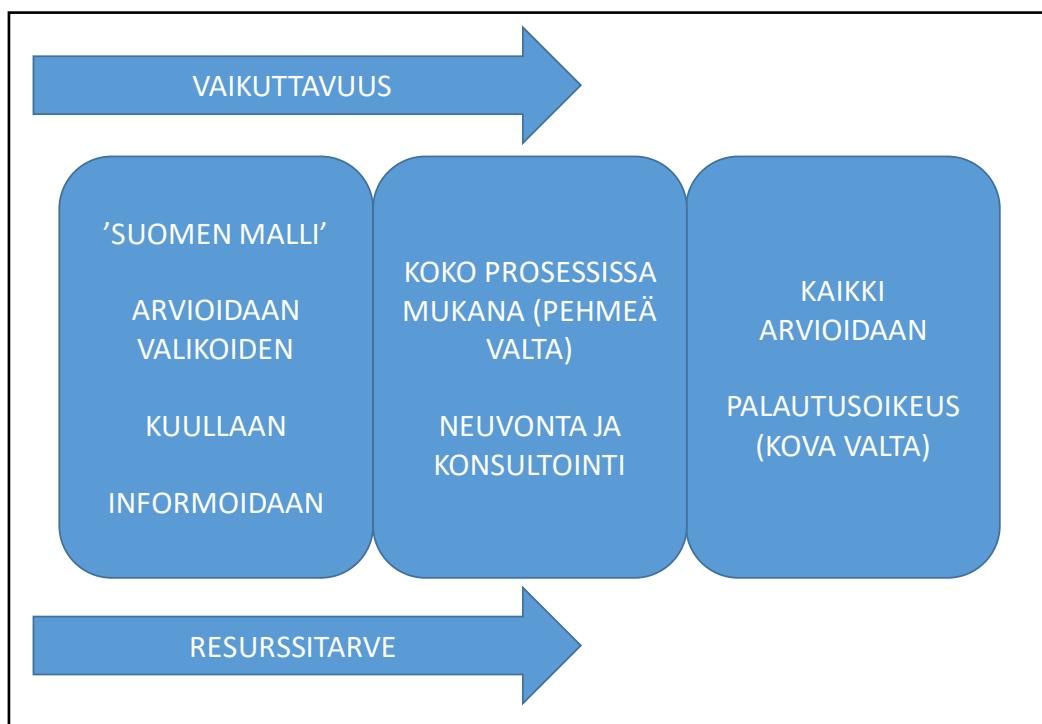 VAIKUTTAVUUS
’SUOMEN MALLI’
ARVIOIDAAN
VALIKOIDEN
KUULLAAN
INFORMOIDAAN
KOKO PROSESSISSA
MUKANA (PEHMEÄ
VALTA)
NEUVONTA JA
KONSULTOINTI
KAIKKI
ARVIOIDAAN
PALAUTUSOIKEUS
(KOVA VALTA)
RESURSSITARVE